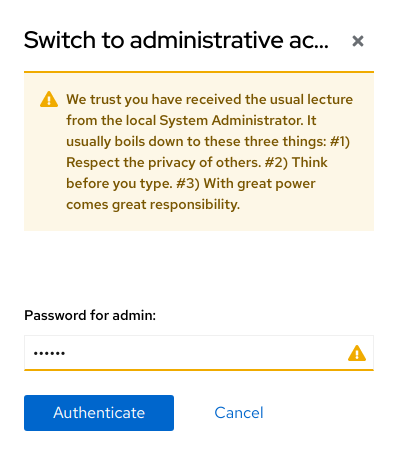 Switch to administrative ac...
We trust you have received the usual lecture
from the local System Administrator. It
usually boils down to these three things: #1)
Respect the privacy of others. #2) Think
before you type. #3) With great power
comes great responsibility.
Password for admin:
••••••
Authenticate
Cancel